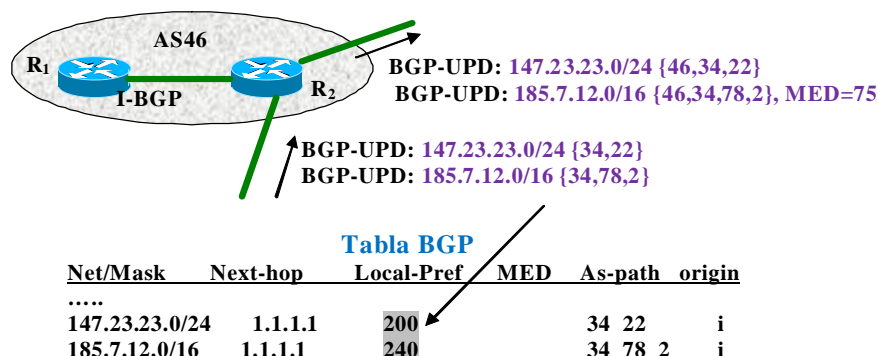 AS46
R1
I-BGP
R2
BGP-UPD: 147.23.23.0/24 {46,34,22}
BGP-UPD: 185.7.12.0/16 {46,34,78,2}, MED=75
BGP-UPD: 147.23.23.0/24 {34,22}
BGP-UPD: 185.7.12.0/16 {34,78,2}
Tabla BGP
Net/Mask Next-hop Local-Pref MED As-path origin
.....
147.23.23.0/24 1.1.1.1 200 34 22 i
185.7.12.0/16 1.1.1.1 240 34 78 2 i